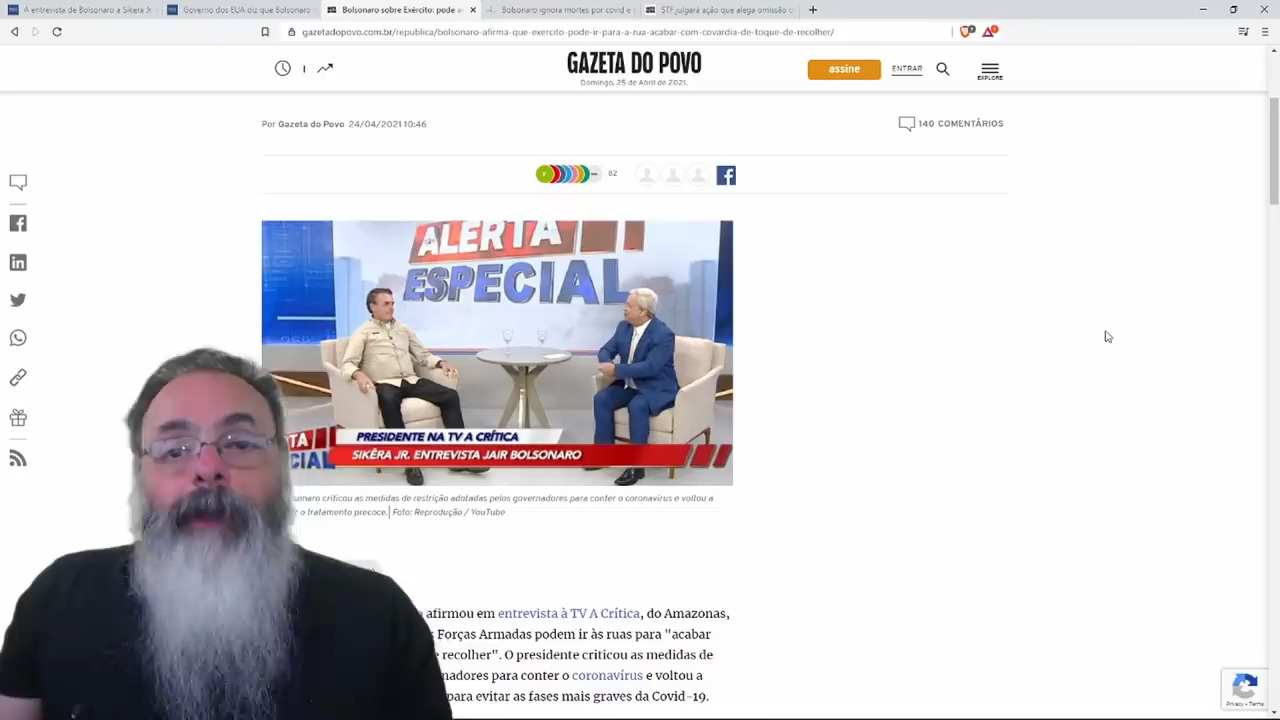 A entrevista de Bolsonaro a Sikera Jr
Governo dos EUA diz que Bolsonaro
Bolsonaro sobre Exército: pode a
Bolsonaro ignora mortes por covid e
STF julgará ação que alega omissão
gazetadopovo.com.br/republica/bolsonaro-afirma-que-exercito-pode-ir-para-a-rua-acabar-com-covardia-de-toque-de-recolher/
GAZETA DO POVO
Domingo, 25 de Abril de 2021.
assine
ENTRAR
EXPLORE
Por Gazeta do Povo 24/04/2021 10:46
140 COMENTÁRIOS
82
ALERTA
ESPECIAL
PRESIDENTE NA TV A CRÍTICA
SIKÊRA JR. ENTREVISTA JAIR BOLSONARO
sonaro criticou as medidas de restrição adotadas pelos governadores para conter o coronavírus e voltou a
o tratamento precoce. Foto: Reprodução / YouTube
afirmou em entrevista à TV A Crítica, do Amazonas,
Forças Armadas podem ir às ruas para "acabar
e recolher". O presidente criticou as medidas de
nadores para conter o coronavírus e voltou a
para evitar as fases mais graves da Covid-19.
Privacy - Terms